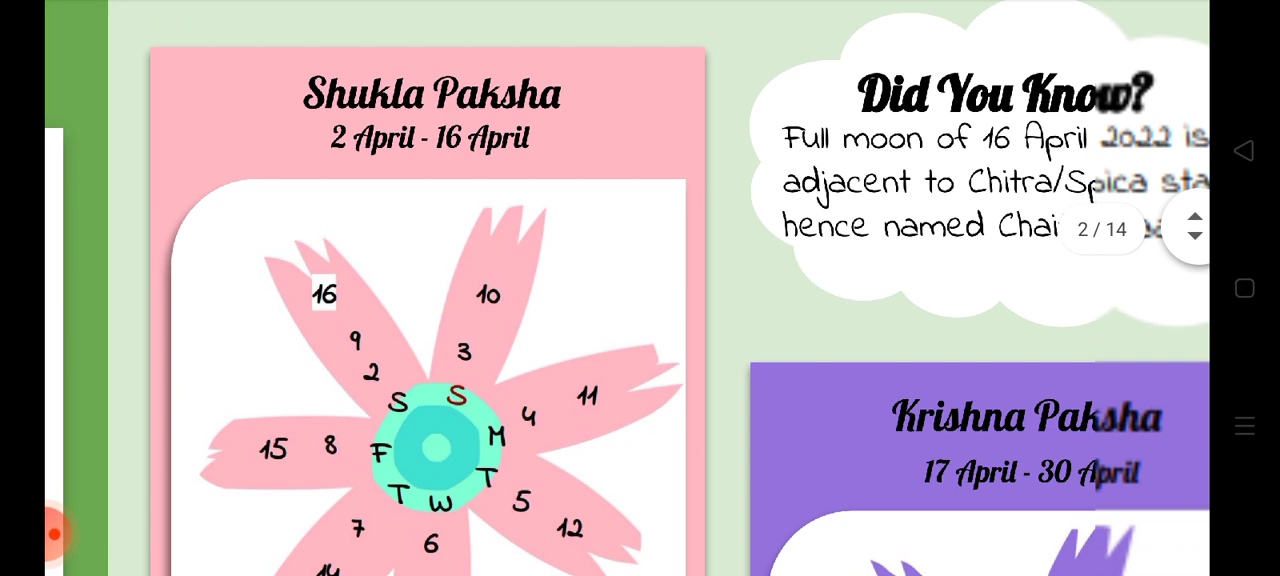 Shukla Paksha
2 April - 16 April
16
9
2
10
3
11
4
15
8
5
12
7
6
S
S
M
T
W
T
F
Did You Know?
Full moon of 16 April 2022 is
adjacent to Chitra/Spica
hence named
2 / 14
Krishna Paksha
17 April - 30 April